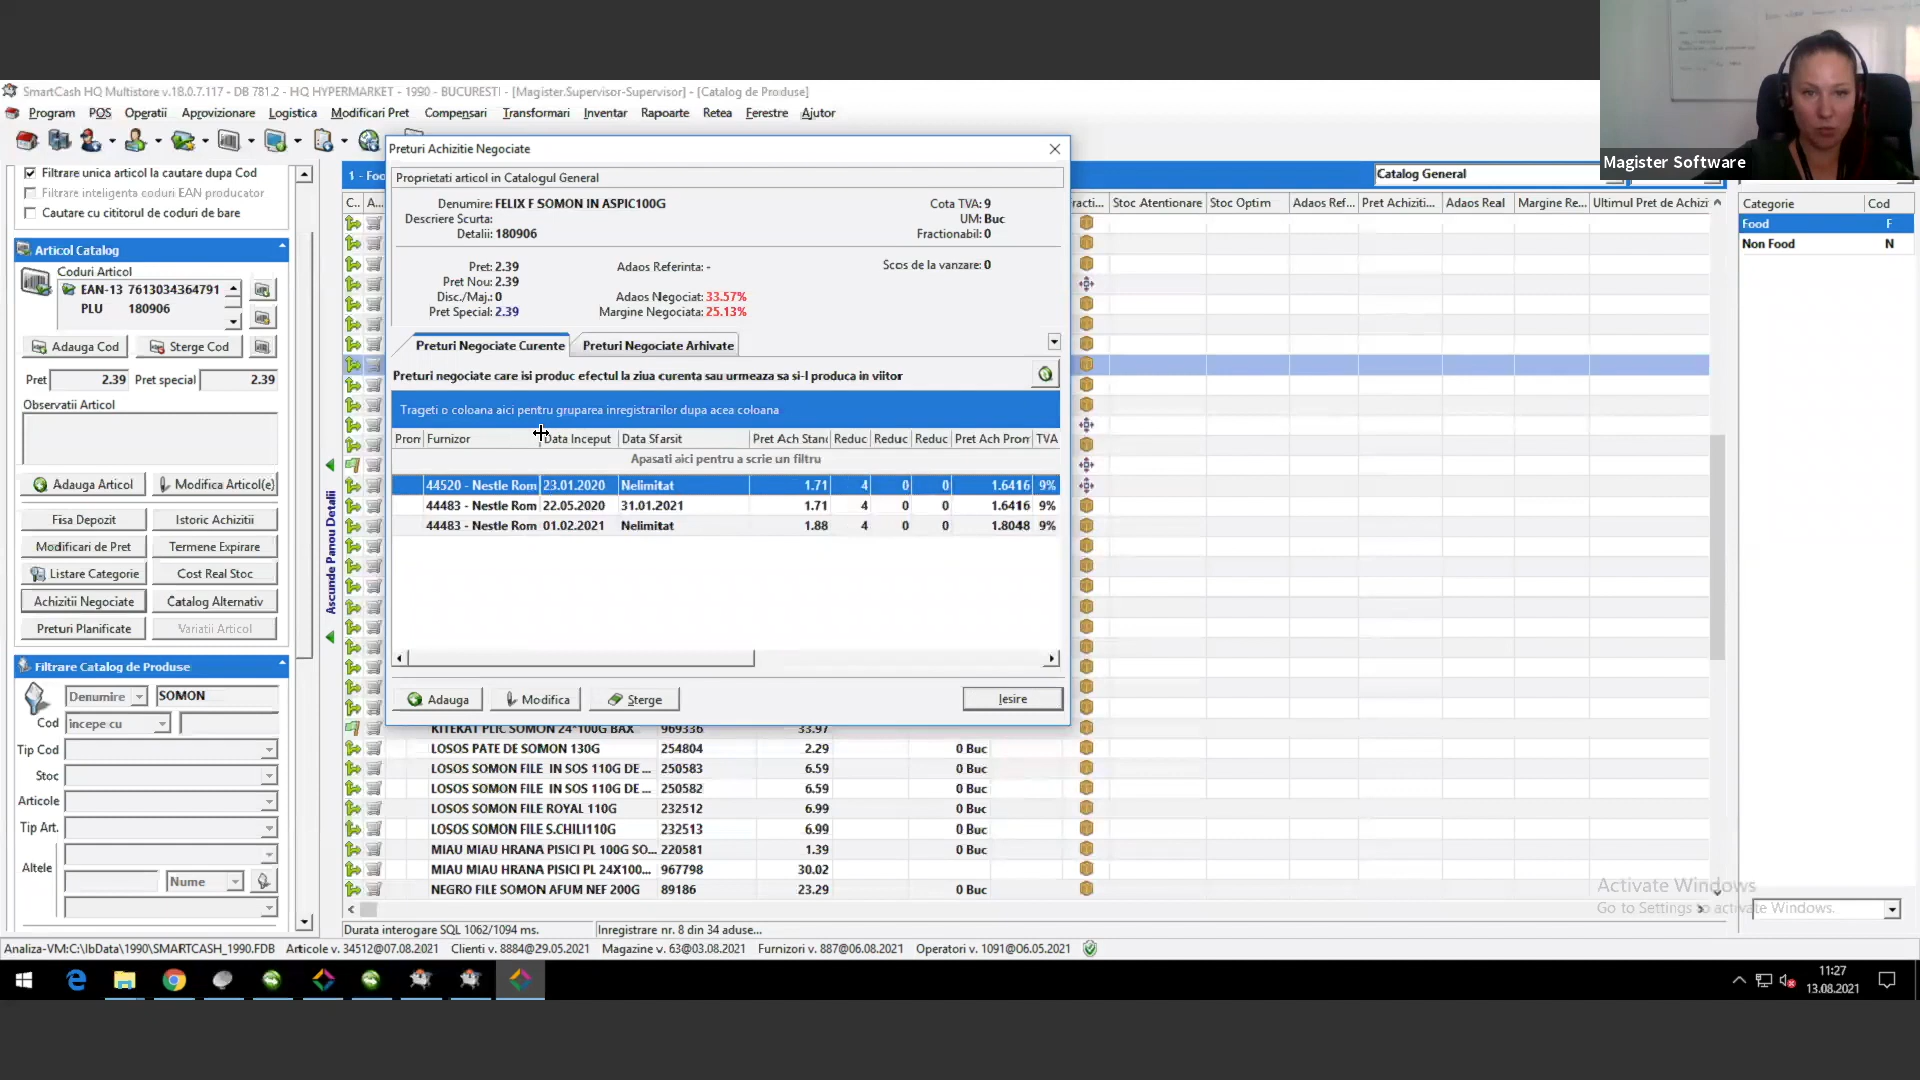 SmartCash HQ Multistore v.18.0.7.117 - DB 781.2 - HQ HYPERMARKET - 1990 - BUCURESTI - [Magister.Supervisor-Supervisor] - [Catalog de Produse]
Program POS Operatii Aprovizionare Logistica Modificari Pret Compensari Transformari Inventar Rapoarte Retea Ferestre Ajutor
Magister Software
Filtrare unica articol la cautare dupa Cod
Filtrare inteligenta coduri EAN producator
Cautare cu cititorul de coduri de bare
Articol Catalog
Coduri Articol
EAN-13 7613034364791
PLU 180906
Adauga Cod Sterge Cod
Pret 2.39 Pret special 2.39
Observatii Articol
Adauga Articol Modifica Articol(e)
Fisa Depozit Istoric Achizitii
Modificari de Pret Termene Expirare
Listare Categorie Cost Real Stoc
Achizitii Negociate Catalog Alternativ
Preturi Planificate Variatii Articol
Filtrare Catalog de Produse
Denumire SOMON
Cod incepe cu
Tip Cod
Stoc
Articole
Tip Art.
Altele
Nume
Ascunde Panou Detalii
1 - Foo
C.. A...
Preturi Achizitie Negociate
Proprietati articol in Catalogul General
Denumire: FELIX F SOMON IN ASPIC100G Cota TVA: 9
Descriere Scurta: UM: Buc
Detalii: 180906 Fractionabil: 0
Pret: 2.39 Adaos Referinta: - Scos de la vanzare: 0
Pret Nou: 2.39
Disc./Maj.: 0 Adaos Negociat: 33.57%
Pret Special: 2.39 Margine Negociata: 25.13%
Preturi Negociate Curente Preturi Negociate Arhivate
Preturi negociate care isi produc efectul la ziua curenta sau urmeaza sa si-l produca in viitor
Trageti o coloana aici pentru gruparea inregistrarilor dupa acea coloana
Prom Furnizor Data Inceput Data Sfarsit Pret Ach Stand Reduc Reduc Reduc Pret Ach Prom TVA
Apasati aici pentru a scrie un filtru
44520 - Nestle Rom 23.01.2020 Nelimitat 1.71 4 0 0 1.6416 9%
44483 - Nestle Rom 22.05.2020 31.01.2021 1.71 4 0 0 1.6416 9%
44483 - Nestle Rom 01.02.2021 Nelimitat 1.88 4 0 0 1.8048 9%
Adauga Modifica Sterge Iesire
Catalog General
racti... Stoc Atentionare Stoc Optim Adaos Ref... Pret Achiziti... Adaos Real Margine Re... Ultimul Pret de Achizi
Categorie Cod
Food F
Non Food N
KITEKAT PLIC SOMON 24*100G BAX 969336 33.97
LOSOS PATE DE SOMON 130G 254804 2.29 0 Buc
LOSOS SOMON FILE IN SOS 110G DE ... 250583 6.59 0 Buc
LOSOS SOMON FILE IN SOS 110G DE ... 250582 6.59 0 Buc
LOSOS SOMON FILE ROYAL 110G 232512 6.99 0 Buc
LOSOS SOMON FILE S.CHILI110G 232513 6.99 0 Buc
MIAU MIAU HRANA PISICI PL 100G SO... 220581 1.39 0 Buc
MIAU MIAU HRANA PISICI PL 24X100... 967798 30.02
NEGRO FILE SOMON AFUM NEF 200G 89186 23.29 0 Buc
Activate Windows
Go to Settings to activate Windows.
Durata interogare SQL 1062/1094 ms. Inregistrare nr. 8 din 34 aduse...
Analiza-VM:C:\IbData\1990\SMARTCASH_1990.FDB Articole v. 34512@07.08.2021 Clienti v. 8884@29.05.2021 Magazine v. 63@03.08.2021 Furnizori v. 887@06.08.2021 Operatori v. 1091@06.05.2021
11:27
13.08.2021